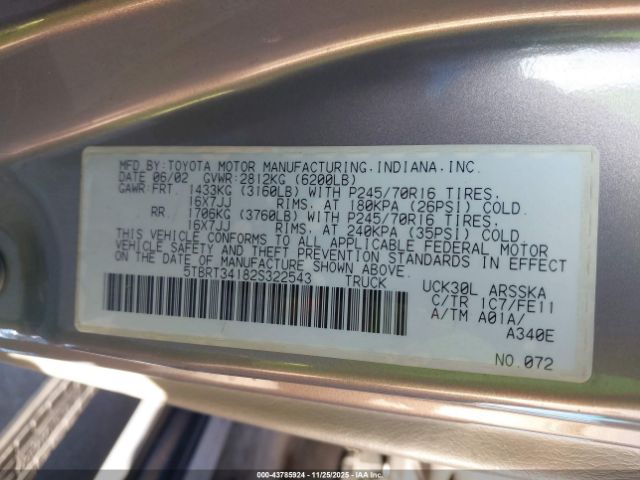 MFD BY:TOYOTA MOTOR MANUFACTURING, INDIANA, INC.
DATE 06/02 GVWR:2812KG (6200LB)
GAWR:FRT. 1433KG (3160LB) WITH P245/70R16 TIRES,
16X7JJ RIMS, AT 180KPA (26PSI) COLD.
RR. 1706KG (3760LB) WITH P245/70R16 TIRES,
16X7JJ RIMS, AT 240KPA (35PSI) COLD.
THIS VEHICLE CONFORMS TO ALL APPLICABLE FEDERAL MOTOR
VEHICLE SAFETY AND THEFT PREVENTION STANDARDS IN EFFECT
ON THE DATE OF MANUFACTURE SHOWN ABOVE.
5TBRT34182S322543 TRUCK
UCK30L ARSSKA
C/TR 1C7/FE11
A/TM A01A/
A340E
NO.072
© 43785924 - 11/25/2025 - IAA, Inc.